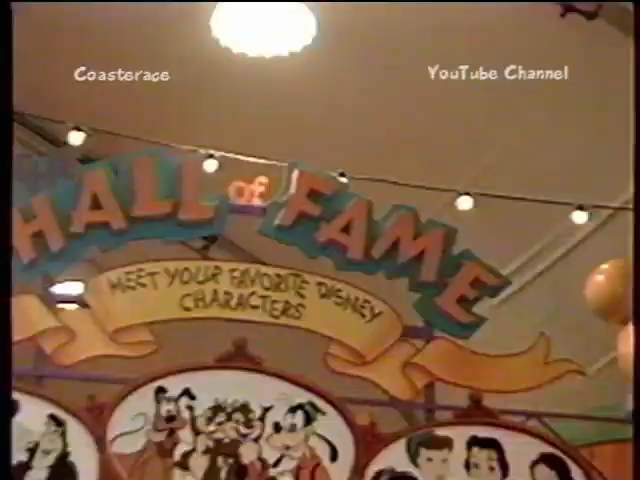 Coasterace
YouTube Channel
HALL of FAME
MEET YOUR FAVORITE DISNEY
CHARACTERS